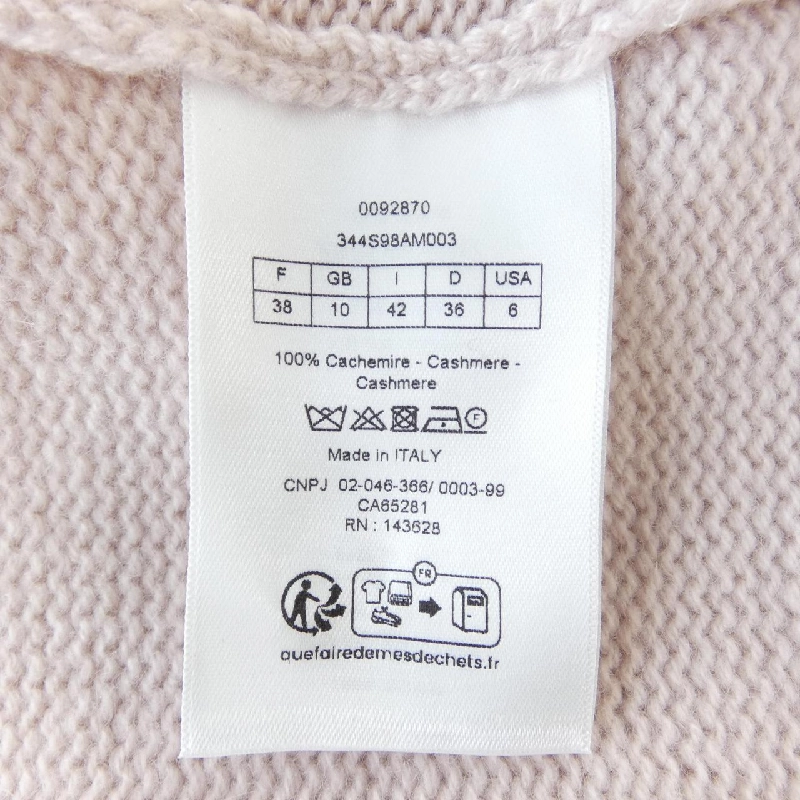 0092870
344S98AM003
F GB I D USA
38 10 42 36 6
100% Cachemire - Cashmere -
Cashmere
F
Made in ITALY
CNPJ 02-046-366/ 0003-99
CA65281
RN : 143628
FR
quefairedemesdechets.fr